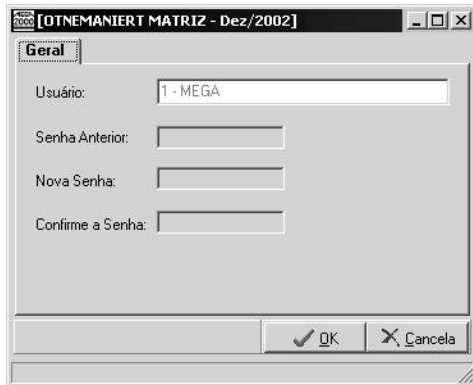 [OTNEMANIERT MATRIZ - Dez/2002]
Geral
Usuário: 1 - MEGA
Senha Anterior:
Nova Senha:
Confirme a Senha:
OK Cancela